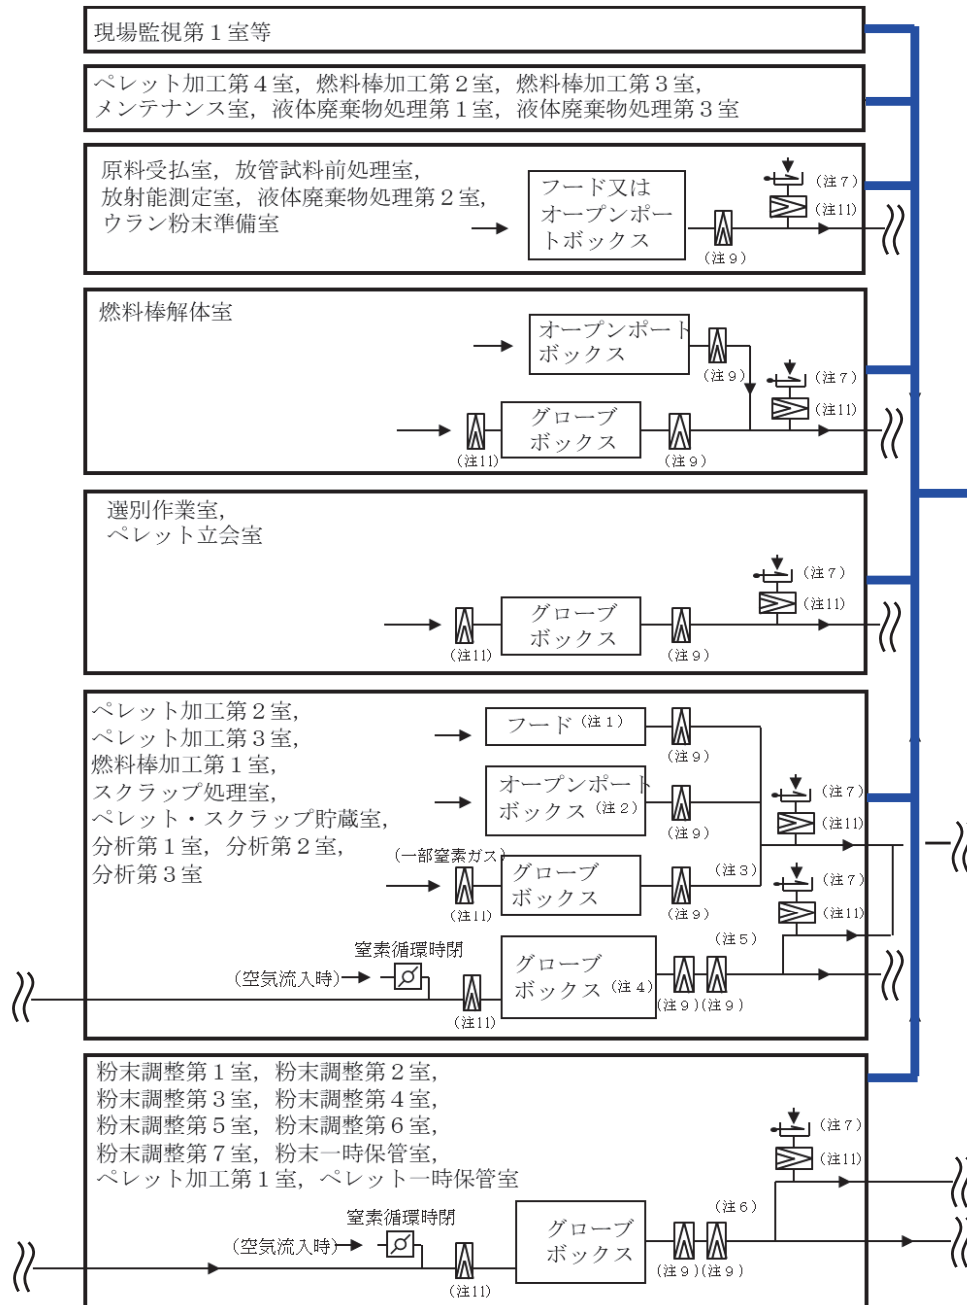 現場監視第１室等
ペレット加工第４室，燃料棒加工第２室，燃料棒加工第３室，
メンテナンス室，液体廃棄物処理第１室，液体廃棄物処理第３室
原料受払室，放管試料前処理室，
放射能測定室，液体廃棄物処理第２室，
ウラン粉末準備室
フード又は
オープンポー
トボックス
(注９)
(注７)
(注11)
燃料棒解体室
オープンポート
ボックス
(注９)
(注７)
(注11)
グローブ
ボックス
(注11)
(注９)
選別作業室，
ペレット立会室
(注７)
(注11)
グローブ
ボックス
(注11)
(注９)
ペレット加工第２室，
ペレット加工第３室，
燃料棒加工第１室，
スクラップ処理室，
ペレット・スクラップ貯蔵室，
分析第１室，分析第２室，
分析第３室
フード(注１)
(注９)
オープンポート
ボックス(注２)
(注９)
(注７)
(注11)
(一部窒素ガス)
グローブ
ボックス
(注11)
(注９)
(注３)
(注７)
(注11)
(注５)
窒素循環時閉
(空気流入時)
グローブ
ボックス(注４)
(注11)
(注９)(注９)
粉末調整第１室，粉末調整第２室，
粉末調整第３室，粉末調整第４室，
粉末調整第５室，粉末調整第６室，
粉末調整第７室，粉末一時保管室，
ペレット加工第１室，ペレット一時保管室
(注７)
(注11)
(注６)
窒素循環時閉
(空気流入時)
グローブ
ボックス
(注11)
(注９)(注９)